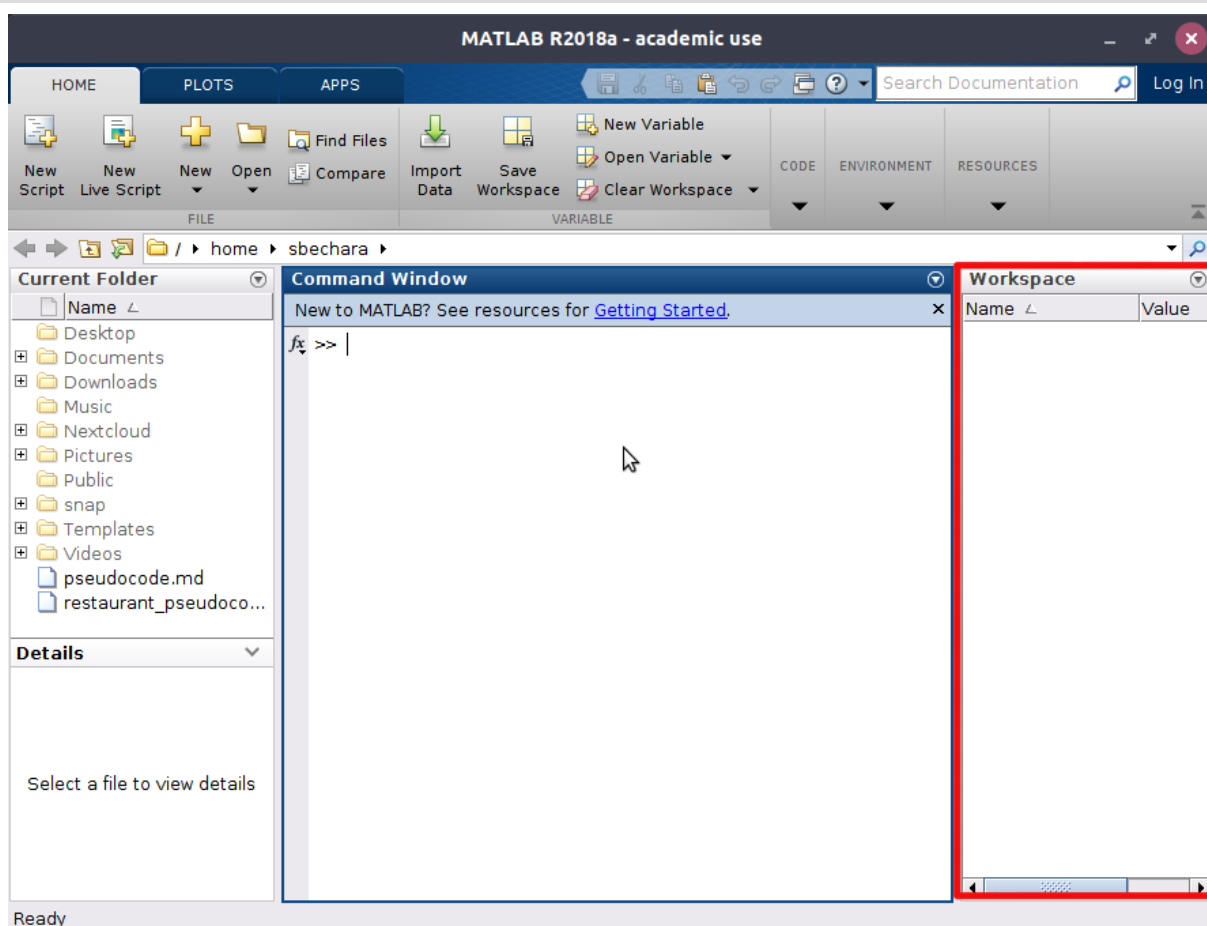 MATLAB R2018a - academic use
HOME PLOTS APPS Search Documentation Log In
New Script
New Live Script
New
Open
Find Files
Compare
Import Data
Save Workspace
New Variable
Open Variable
Clear Workspace
CODE
ENVIRONMENT
RESOURCES
FILE
VARIABLE
/ home sbechara
Current Folder
Name
Desktop
Documents
Downloads
Music
Nextcloud
Pictures
Public
snap
Templates
Videos
pseudocode.md
restaurant_pseudoco...
Details
Select a file to view details
Command Window
New to MATLAB? See resources for Getting Started.
fx >>
Workspace
Name Value
Ready